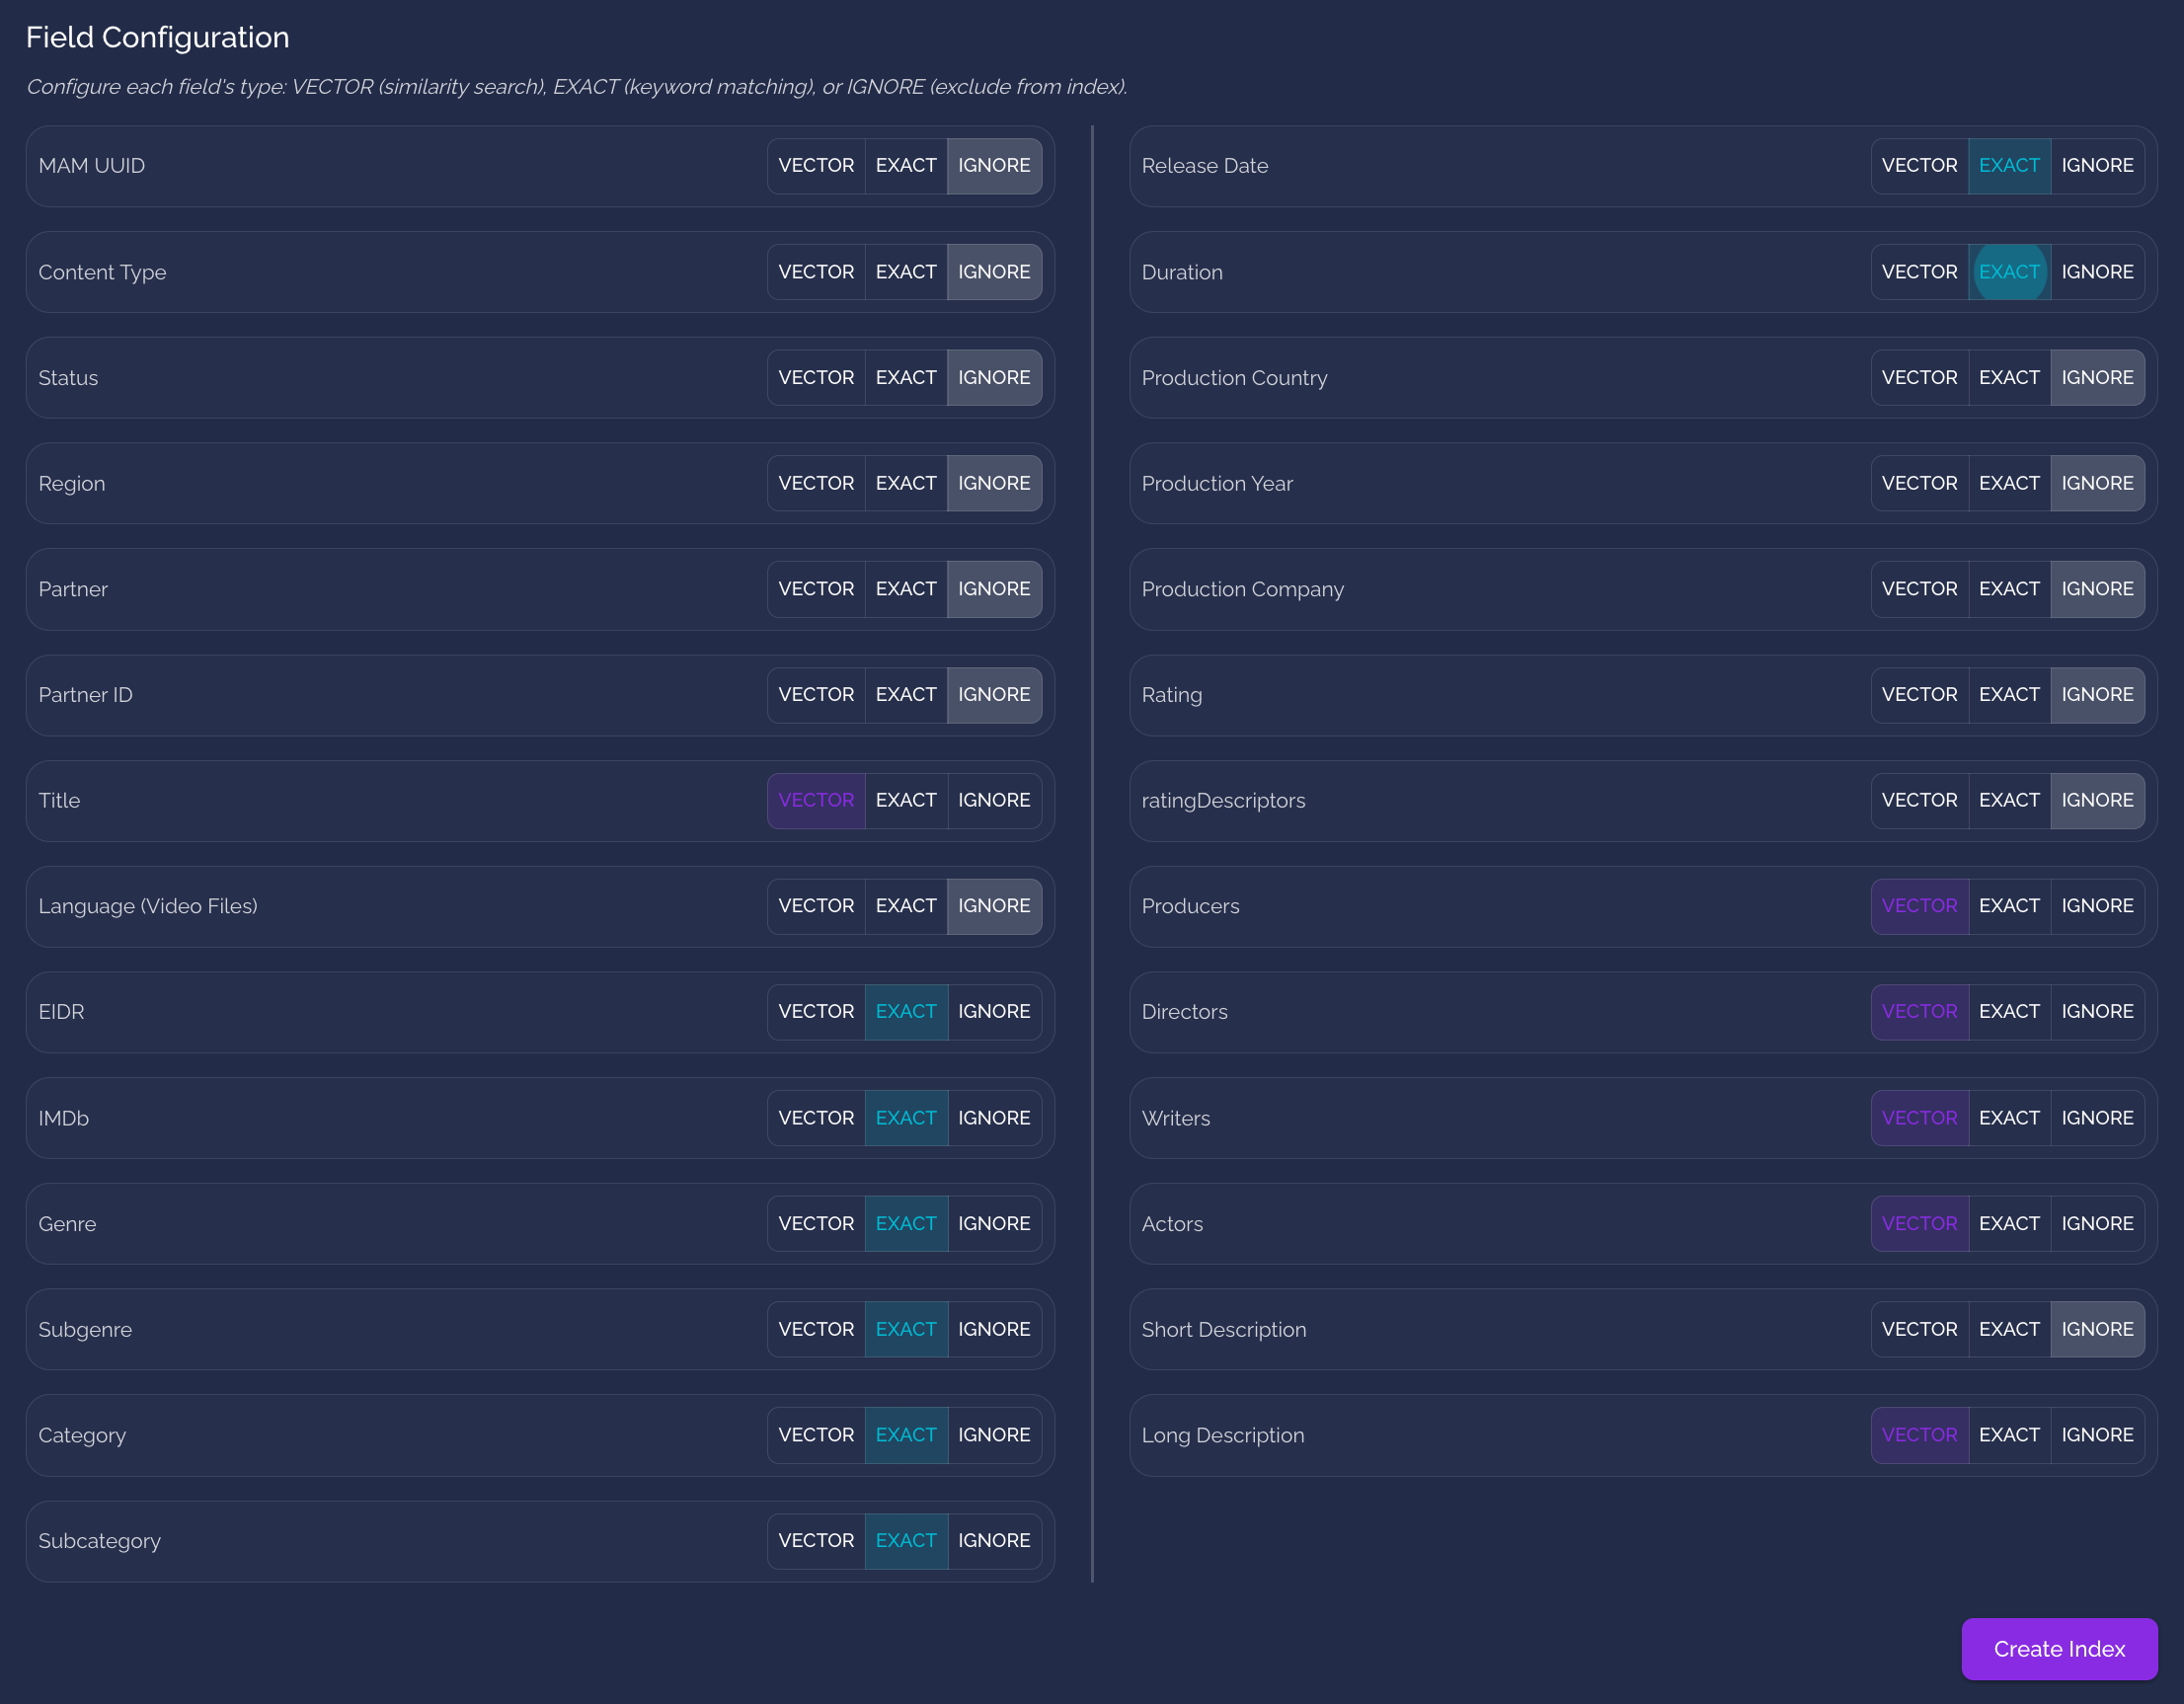 Field Configuration
Configure each field's type: VECTOR (similarity search), EXACT (keyword matching), or IGNORE (exclude from index).
MAM UUID VECTOR EXACT IGNORE
Content Type VECTOR EXACT IGNORE
Status VECTOR EXACT IGNORE
Region VECTOR EXACT IGNORE
Partner VECTOR EXACT IGNORE
Partner ID VECTOR EXACT IGNORE
Title VECTOR EXACT IGNORE
Language (Video Files) VECTOR EXACT IGNORE
EIDR VECTOR EXACT IGNORE
IMDb VECTOR EXACT IGNORE
Genre VECTOR EXACT IGNORE
Subgenre VECTOR EXACT IGNORE
Category VECTOR EXACT IGNORE
Subcategory VECTOR EXACT IGNORE
Release Date VECTOR EXACT IGNORE
Duration VECTOR EXACT IGNORE
Production Country VECTOR EXACT IGNORE
Production Year VECTOR EXACT IGNORE
Production Company VECTOR EXACT IGNORE
Rating VECTOR EXACT IGNORE
ratingDescriptors VECTOR EXACT IGNORE
Producers VECTOR EXACT IGNORE
Directors VECTOR EXACT IGNORE
Writers VECTOR EXACT IGNORE
Actors VECTOR EXACT IGNORE
Short Description VECTOR EXACT IGNORE
Long Description VECTOR EXACT IGNORE
Create Index